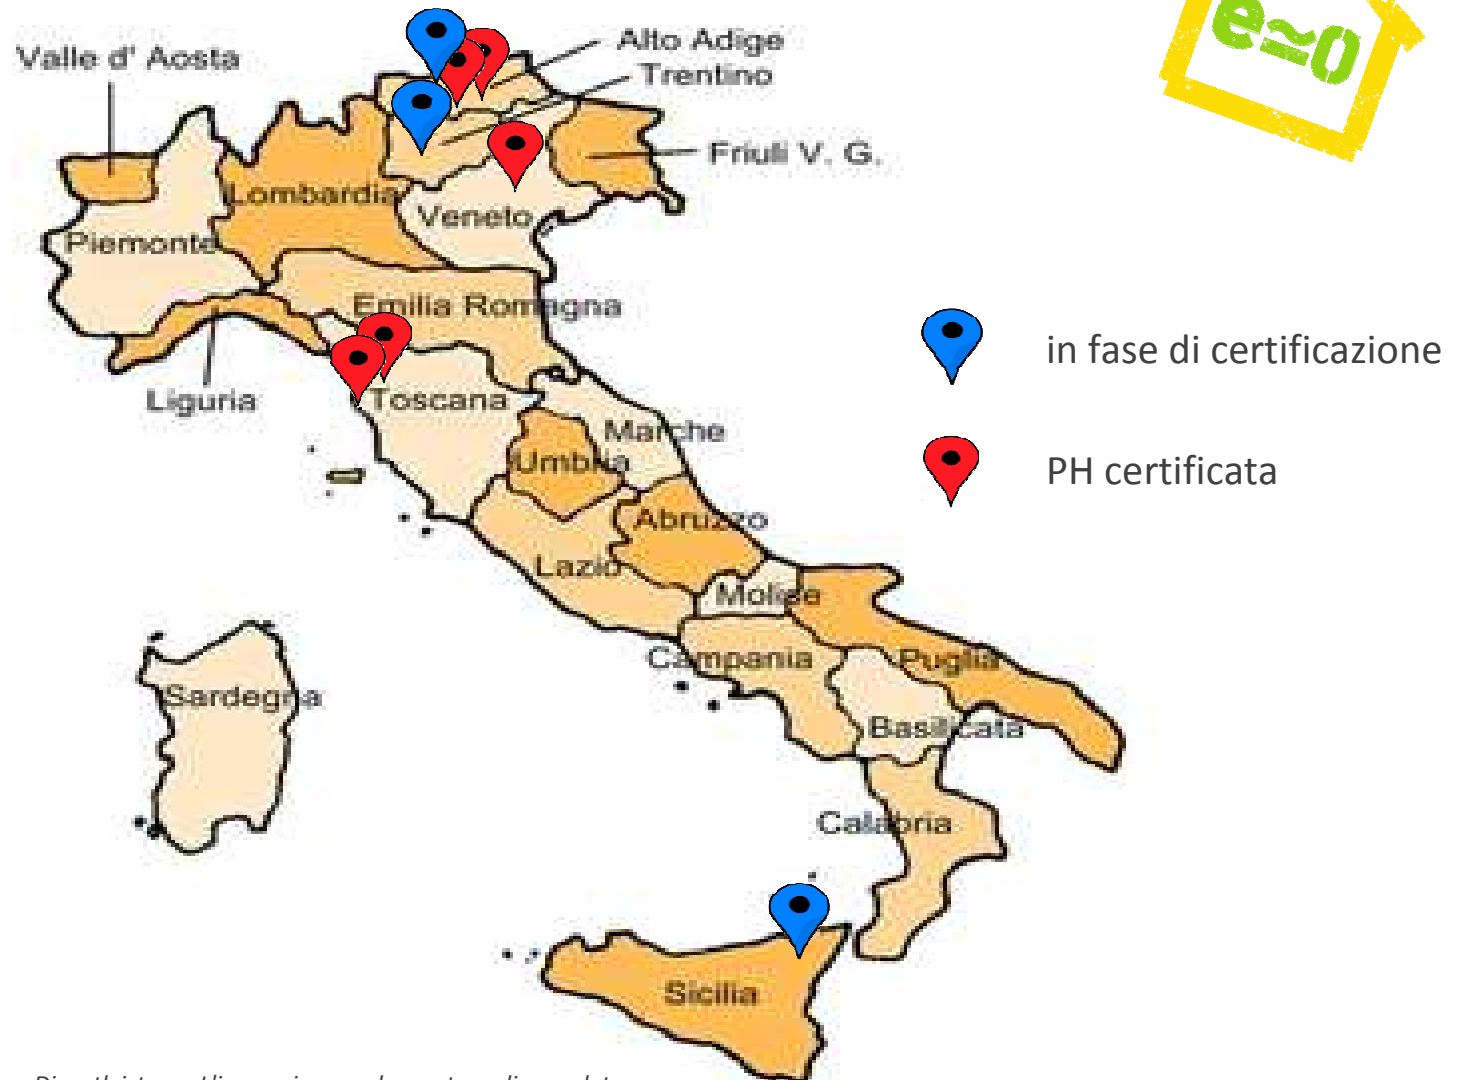 e≃0
Valle d' Aosta
Alto Adige
Trentino
Friuli V. G.
Lombardia
Veneto
Piemonte
Emilia Romagna
in fase di certificazione
Liguria
Toscana
Marche
Umbria
PH certificata
Abruzzo
Lazio
Molise
Campania
Puglia
Sardegna
Basilicata
Calabria
Sicilia